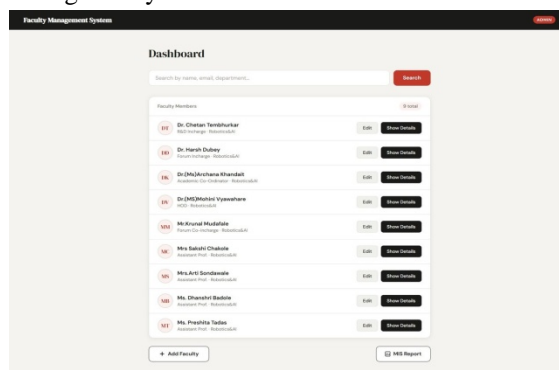 Faculty Management System
ADMIN
Dashboard
Search by name, email, department...
Search
Faculty Members
9 total
DT
Dr. Chetan Tembhurkar
R&D Incharge · Robotics&AI
Edit
Show Details
HD
Dr. Harsh Dubey
Forum Incharge · Robotics&AI
Edit
Show Details
DK
Dr.(Ms)Archana Khandait
Academic Co-Ordinator · Robotics&AI
Edit
Show Details
DV
Dr.(MS)Mohini Vyawahare
HOD · Robotics&AI
Edit
Show Details
MM
Mr.Krunal Mudafale
Forum Co-Incharge · Robotics&AI
Edit
Show Details
MC
Mrs Sakshi Chakole
Assistant Prof · Robotics&AI
Edit
Show Details
MS
Mrs.Arti Sondawale
Assistant Prof · Robotics&AI
Edit
Show Details
MB
Ms. Dhanshri Badole
Assistant Prof · Robotics&AI
Edit
Show Details
MT
Ms. Preshita Tadas
Assistant Prof · Robotics&AI
Edit
Show Details
+ Add Faculty
MIS Report